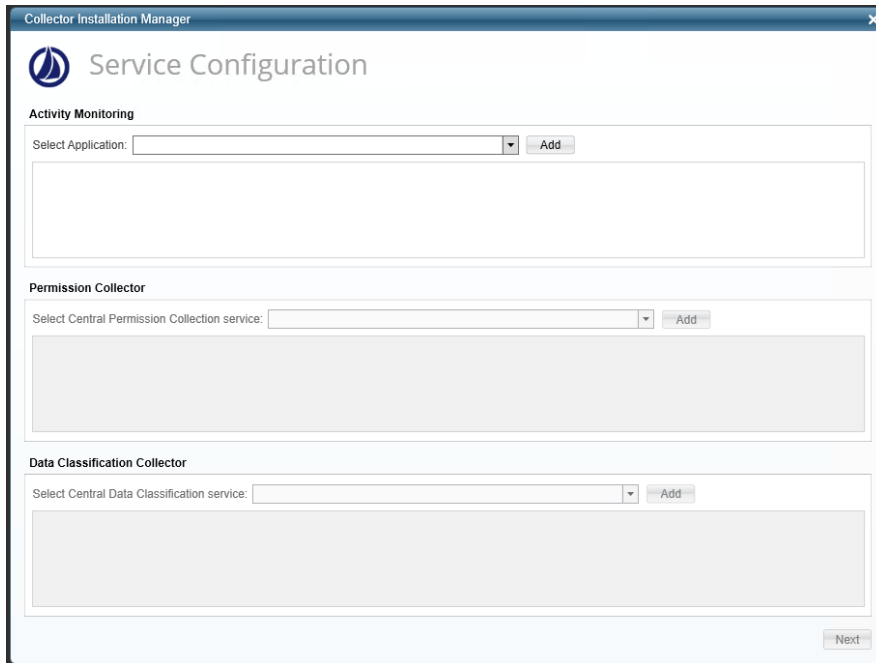 Collector Installation Manager
Service Configuration
Activity Monitoring
Select Application: Add
Permission Collector
Select Central Permission Collection service: Add
Data Classification Collector
Select Central Data Classification service: Add
Next